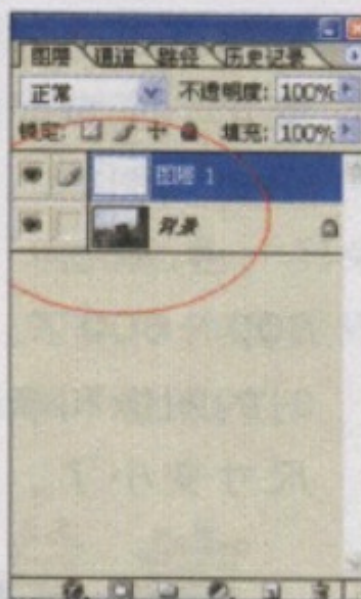 图层 通道 路径 历史记录
正常 不透明度: 100%
锁定: 填充: 100%
图层 1
背景